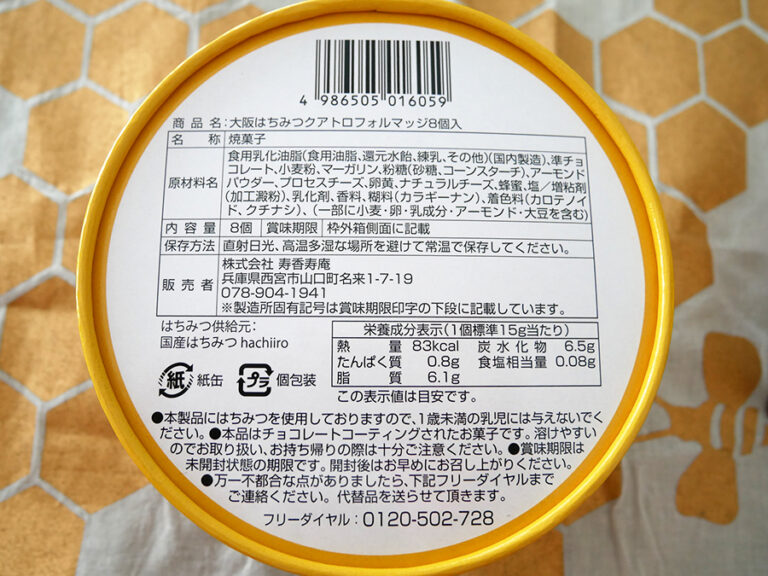 4 986505 016059
商品名:大阪はちみつクアトロフォルマッジ8個入
名称 焼菓子
原材料名 食用乳化油脂(食用油脂、還元水飴、練乳、その他)(国内製造)、準チョ
コレート、小麦粉、マーガリン、粉糖(砂糖、コーンスターチ)、アーモンド
パウダー、プロセスチーズ、卵黄、ナチュラルチーズ、蜂蜜、塩／増粘剤
(加工澱粉)、乳化剤、香料、糊料(カラギーナン)、着色料(カロテノイ
ド、クチナシ)、(一部に小麦・卵・乳成分・アーモンド・大豆を含む)
内容量 8個 賞味期限 枠外箱側面に記載
保存方法 直射日光、高温多湿な場所を避けて常温で保存してください。
販売者 株式会社 寿香寿庵
兵庫県西宮市山口町名来1-7-19
078-904-1941
※製造所固有記号は賞味期限印字の下段に記載しています。
はちみつ供給元:
国産はちみつ hachiiro
紙 紙缶 プラ 個包装
栄養成分表示(1個標準15g当たり)
熱量 83kcal 炭水化物 6.5g
たんぱく質 0.8g 食塩相当量 0.08g
脂質 6.1g
この表示値は目安です。
●本製品にはちみつを使用しておりますので、1歳未満の乳児には与えないでく
ださい。●本品はチョコレートコーティングされたお菓子です。溶けやすい
のでお取り扱い、お持ち帰りの際は十分ご注意ください。●賞味期限は
未開封状態の期限です。開封後はお早めにお召し上がりください。
●万一不都合な点がありましたら、下記フリーダイヤルまで
ご連絡ください。代替品を送らせて頂きます。
フリーダイヤル:0120-502-728